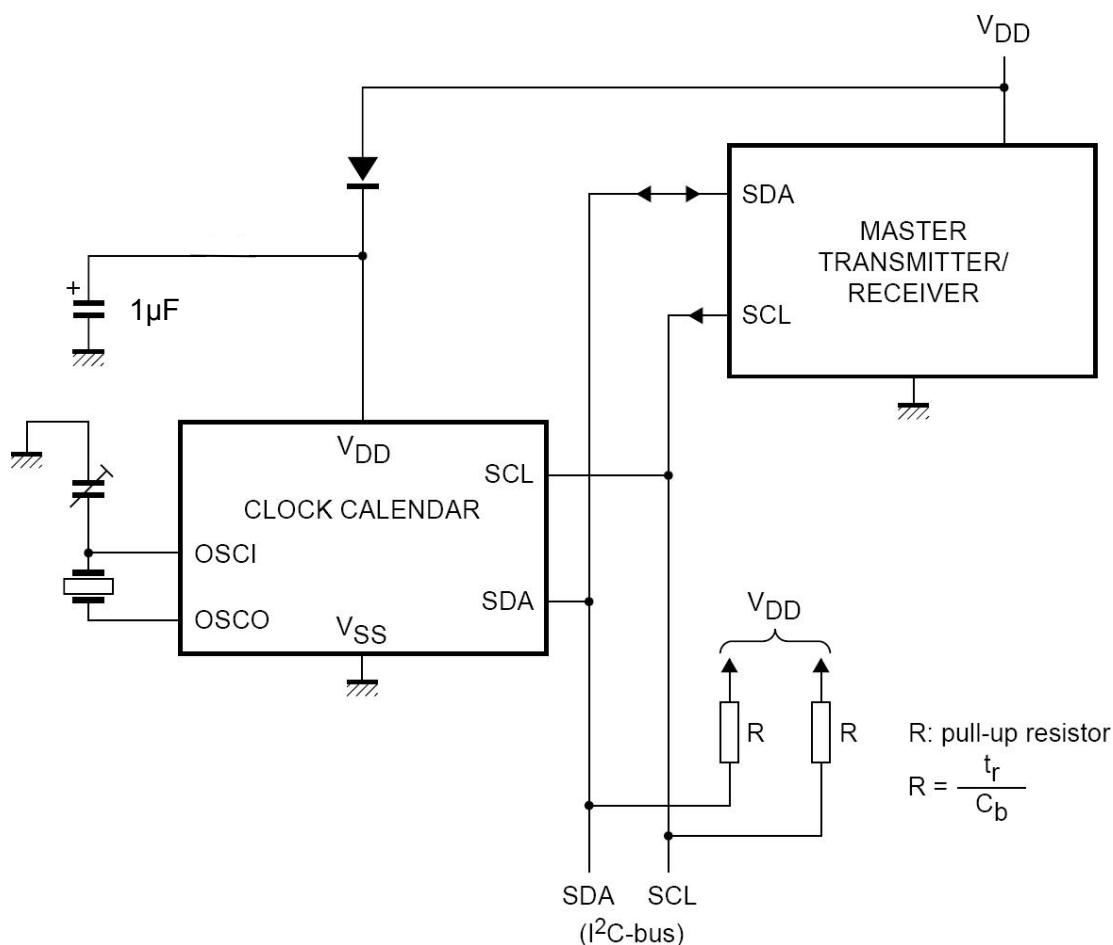 VDD
SDA
MASTER
TRANSMITTER/
RECEIVER
SCL
+
1µF
VDD
SCL
CLOCK CALENDAR
OSCI
SDA
OSCO
VSS
VDD
R
R
R: pull-up resistor
R = tr
Cb
SDA SCL
(I²C-bus)